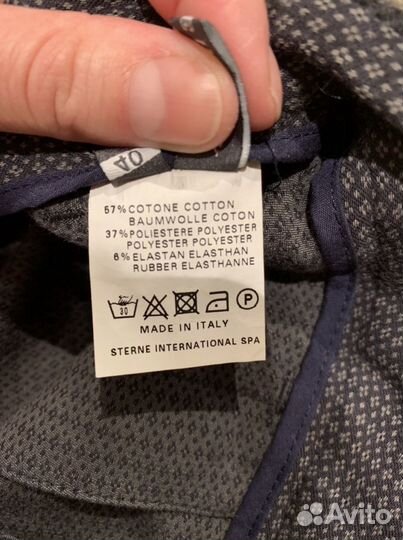 40
57% COTONE COTTON
BAUMWOLLE COTON
37% POLIESTERE POLYESTER
POLYESTER POLYESTER
6% ELASTAN ELASTHAN
RUBBER ELASTHANNE
30 P
MADE IN ITALY
STERNE INTERNATIONAL SPA
Avito